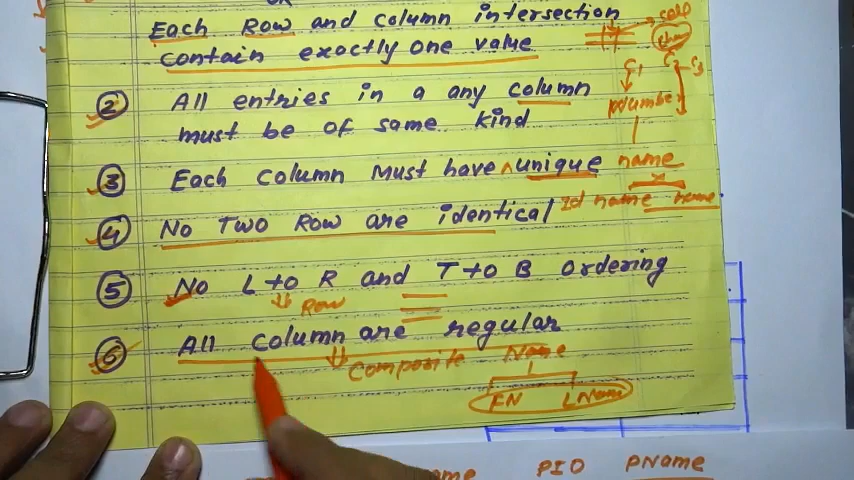 Each Row and column intersection
contain exactly one value
② All entries in a any column
must be of same kind
PNumber
③ Each Column Must have ^ unique name
Id name name
④ No Two Row are identical
⑤ No L to R and T to B ordering
Row
⑥ All column are regular
Composite Name
FN LName
PID PName